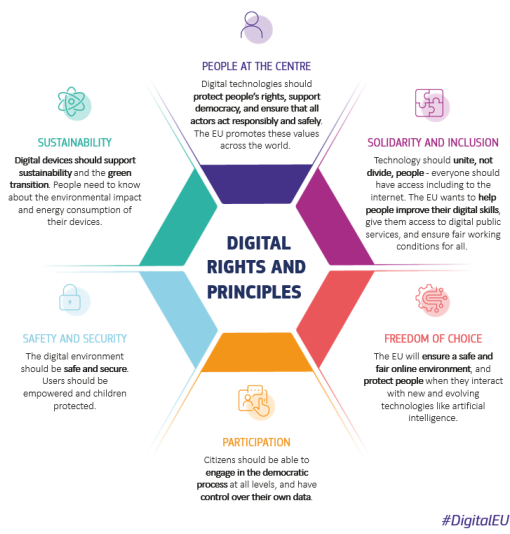 PEOPLE AT THE CENTRE
Digital technologies should
protect people's rights, support
democracy, and ensure that all
actors act responsibly and safely.
The EU promotes these values
across the world.
SUSTAINABILITY
Digital devices should support
sustainability and the green
transition. People need to know
about the environmental impact
and energy consumption of
their devices.
SOLIDARITY AND INCLUSION
Technology should unite, not
divide, people - everyone should
have access including to the
internet. The EU wants to help
people improve their digital skills,
give them access to digital public
services, and ensure fair working
conditions for all.
DIGITAL
RIGHTS AND
PRINCIPLES
SAFETY AND SECURITY
The digital environment
should be safe and secure.
Users should be
empowered and children
protected.
FREEDOM OF CHOICE
The EU will ensure a safe and
fair online environment, and
protect people when they interact
with new and evolving
technologies like artificial
intelligence.
PARTICIPATION
Citizens should be able to
engage in the democratic
process at all levels, and have
control over their own data.
#DigitalEU